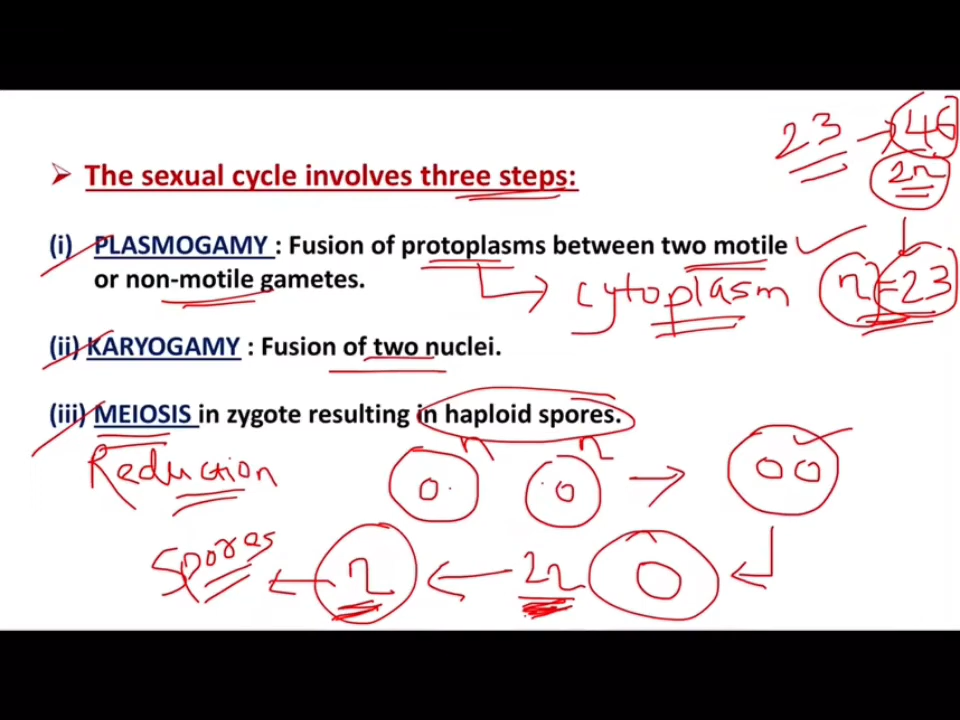 23 → 46
➢ The sexual cycle involves three steps:
2n
(i) PLASMOGAMY : Fusion of protoplasms between two motile
or non-motile gametes.
cytoplasm
n = 23
(ii) KARYOGAMY : Fusion of two nuclei.
(iii) MEIOSIS in zygote resulting in haploid spores.
Reduction
n n
Spores ← n ← 2n